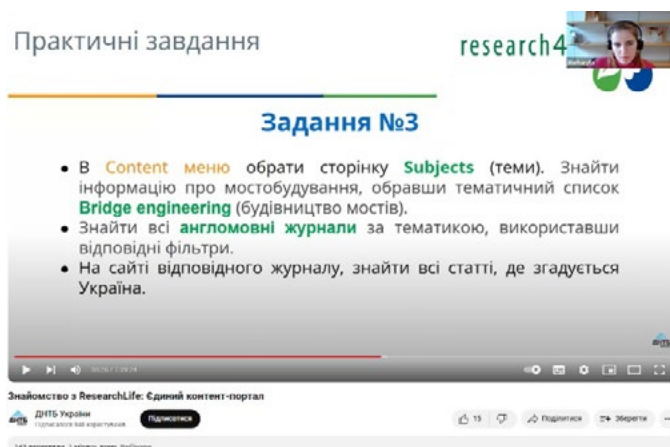 Практичні завдання
research4
Задання №3
• В Content меню обрати сторінку Subjects (теми). Знайти
інформацію про мостобудування, обравши тематичний список
Bridge engineering (будівництво мостів).
• Знайти всі англомовні журнали за тематикою, використавши
відповідні фільтри.
• На сайті відповідного журналу, знайти всі статті, де згадується
Україна.
ДНТБ
Знайомство з ResearchLife: Єдиний контент-портал
ДНТБ України
Підписатися
15
Поділитися
Зберегти